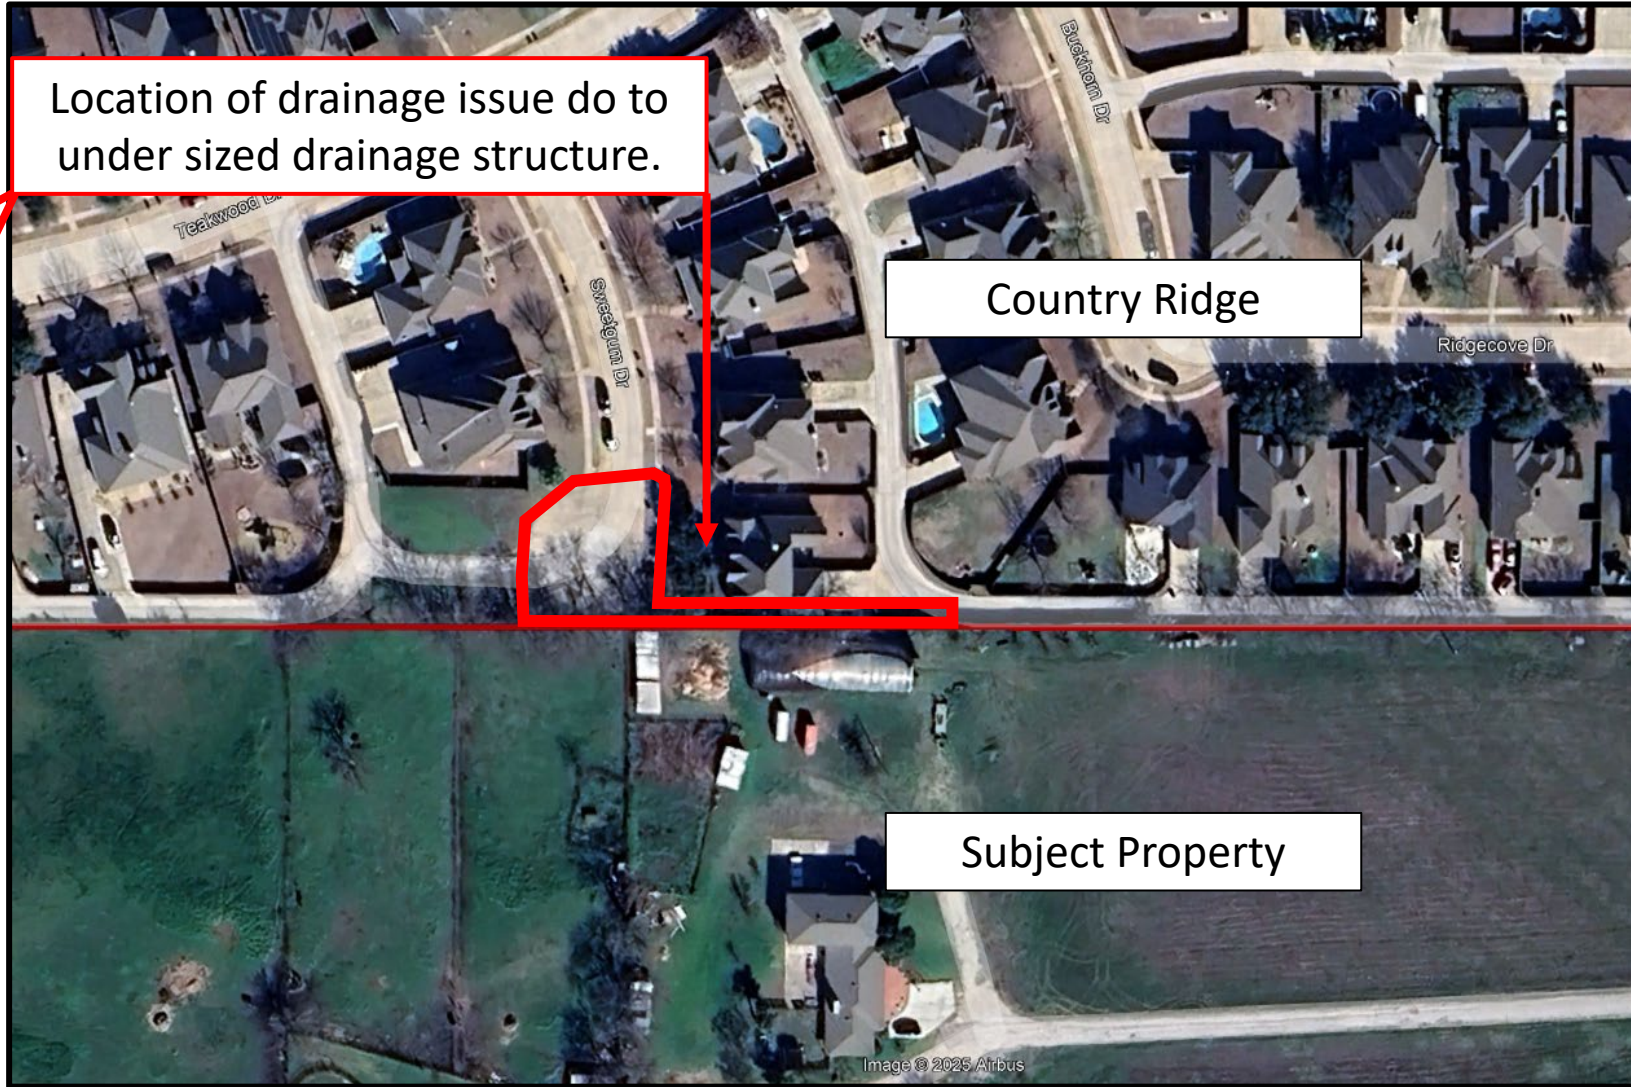 Buckhorn Dr
Location of drainage issue do to
under sized drainage structure.
Teakwood Dr
Sweetgum Dr
Country Ridge
Ridgecove Dr
Subject Property
Image © 2025 Airbus